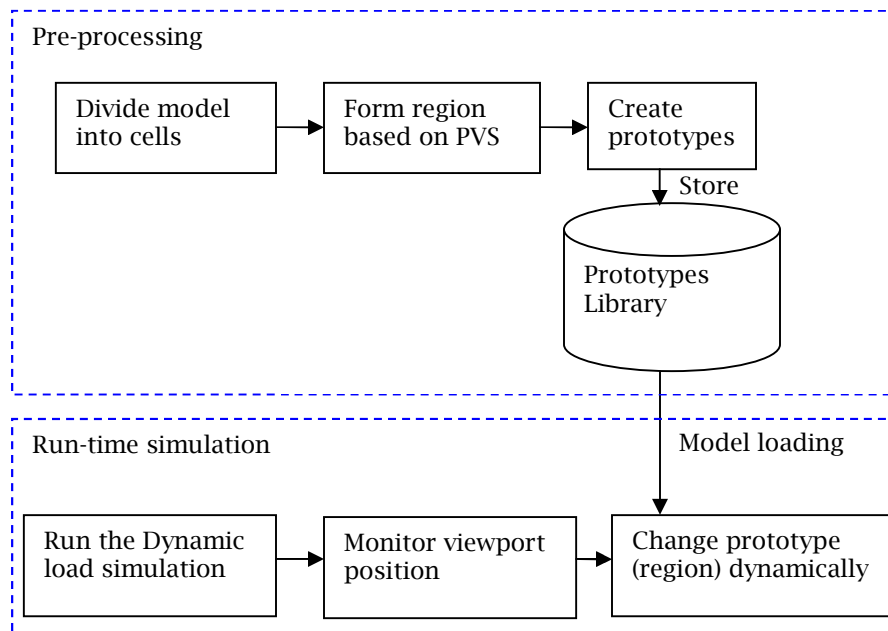 Pre-processing
Divide model
into cells
Form region
based on PVS
Create
prototypes
Store
Prototypes
Library
Run-time simulation
Model loading
Run the Dynamic
load simulation
Monitor viewport
position
Change prototype
(region) dynamically